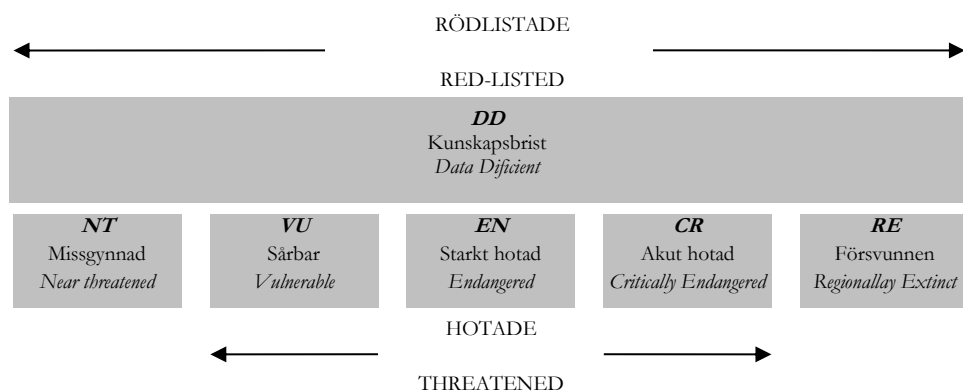 RÖDLISTADE
RED-LISTED
DD
Kunskapsbrist
Data Dificient
NT
Missgynnad
Near threatened
VU
Sårbar
Vulnerable
EN
Starkt hotad
Endangered
CR
Akut hotad
Critically Endangered
RE
Försvunnen
Regionallay Extinct
HOTADE
THREATENED